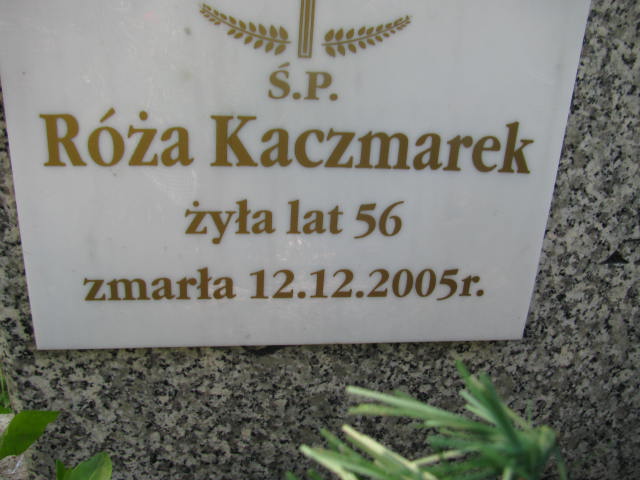 Ś.P.
Róża Kaczmarek
żyła lat 56
zmarła 12.12.2005r.